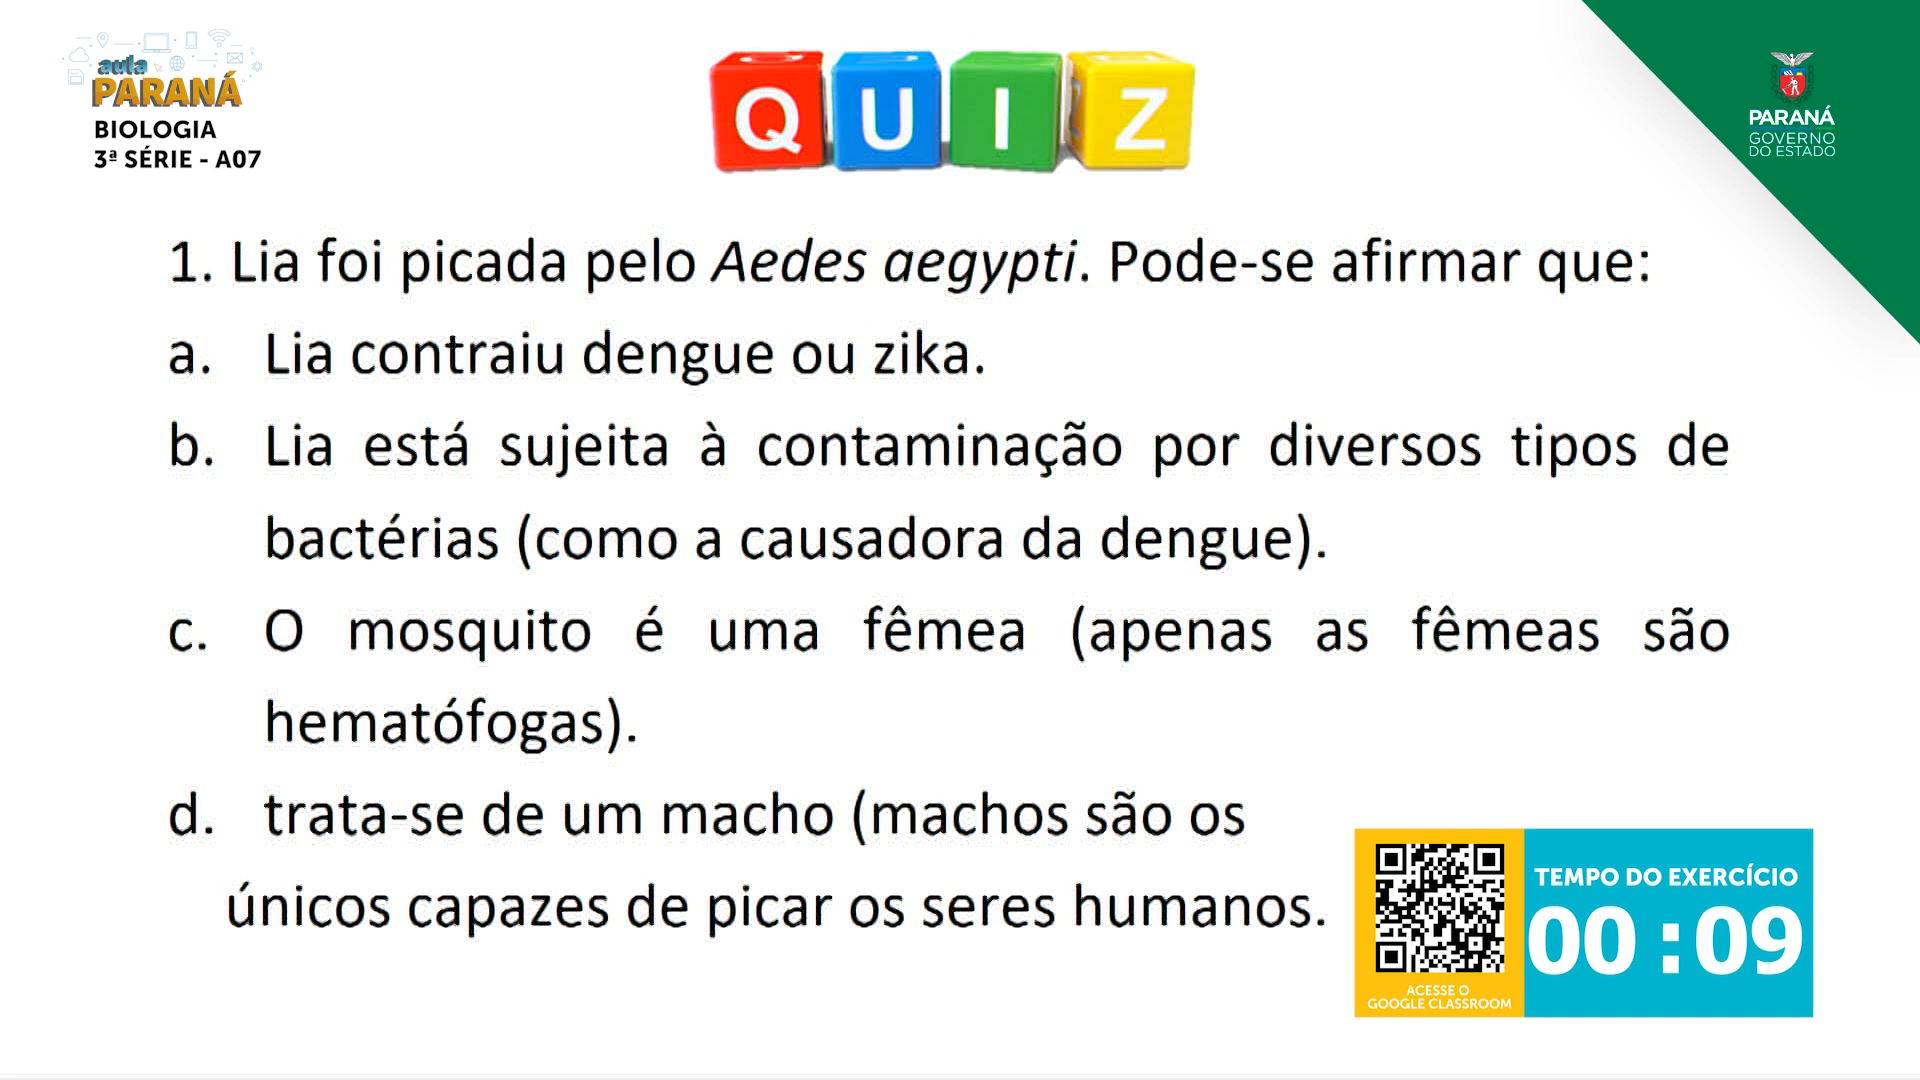 aula
PARANÁ
BIOLOGIA
3ª SÉRIE - A07
QUIZ
PARANÁ
GOVERNO
DO ESTADO
1. Lia foi picada pelo Aedes aegypti. Pode-se afirmar que:
a. Lia contraiu dengue ou zika.
b. Lia está sujeita à contaminação por diversos tipos de
bactérias (como a causadora da dengue).
c. O mosquito é uma fêmea (apenas as fêmeas são
hematófogas).
d. trata-se de um macho (machos são os
únicos capazes de picar os seres humanos.
TEMPO DO EXERCÍCIO
00:09
ACESSE O
GOOGLE CLASSROOM